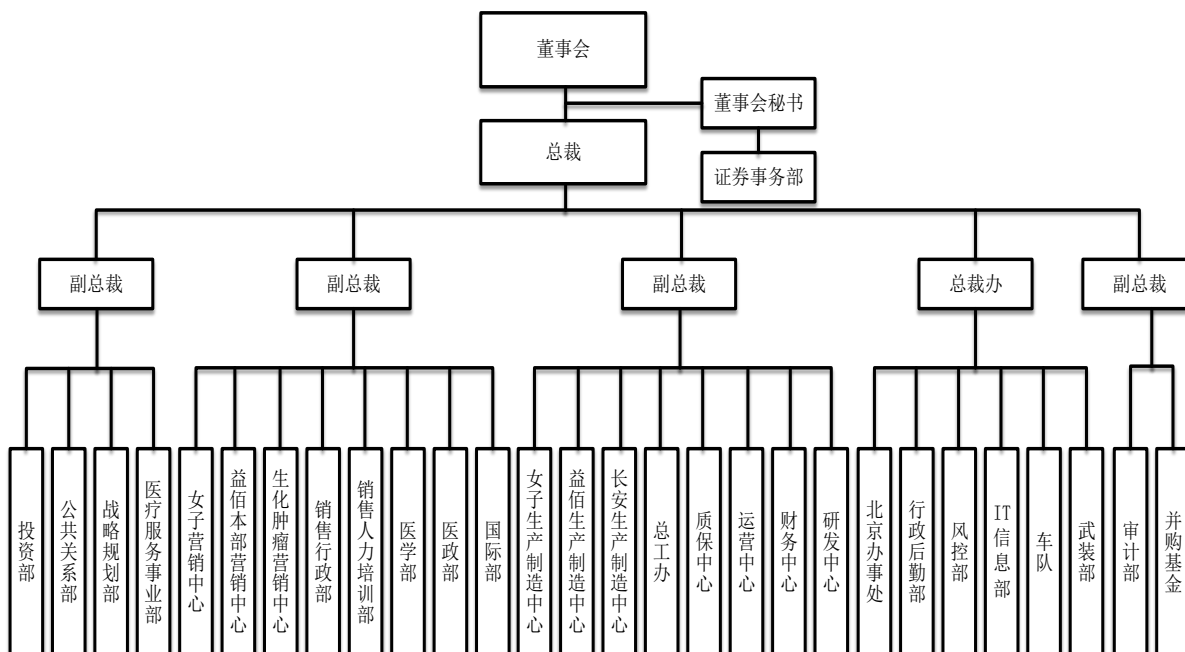 董事会
董事会秘书
总裁
证券事务部
副总裁
副总裁
副总裁
总裁办
副总裁
投资部
公共关系部
战略规划部
医疗服务事业部
女子营销中心
益佰本部营销中心
生化肿瘤营销中心
销售行政部
销售人力培训部
医学部
医政部
国际部
女子生产制造中心
益佰生产制造中心
长安生产制造中心
总工办
质保中心
运营中心
财务中心
研发中心
北京办事处
行政后勤部
风控部
IT信息部
车队
武装部
审计部
并购基金